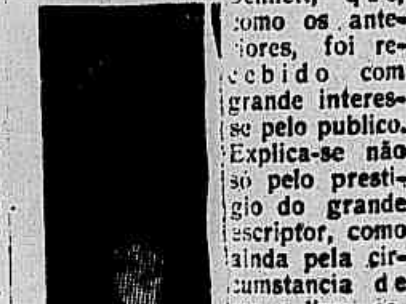 como os ante-
riores, foi re-
cebido com
grande interes-
se pelo publico.
Explica-se não
só pelo presti-
gio do grande
escriptor, como
ainda pela cir-
cumstancia de